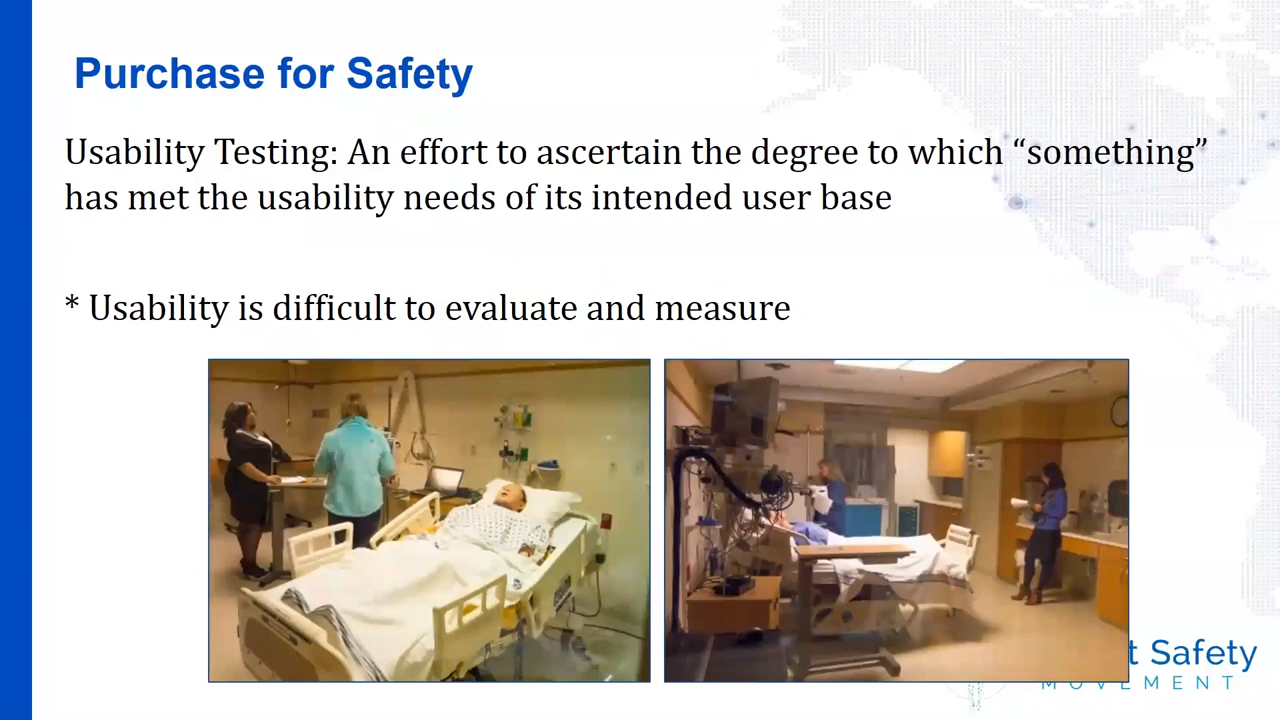 Purchase for Safety
Usability Testing: An effort to ascertain the degree to which “something”
has met the usability needs of its intended user base
* Usability is difficult to evaluate and measure
t Safety
MOVEMENT